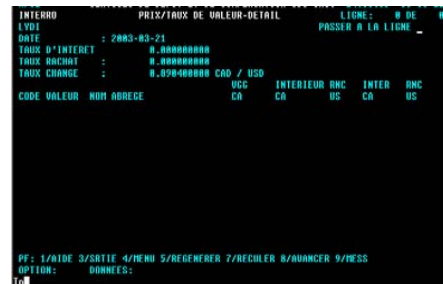 INTERRO PRIX/TAUX DE VALEUR-DETAIL LIGNE: 0 DE 0
LYDI PASSER A LA LIGNE _
DATE : 2003-03-21
TAUX D'INTERET 0.000000000
TAUX RACHAT : 0.000000000
TAUX CHANGE : 0.890400000 CAD / USD
VGG INTERIEUR RNC INTER RNC
CODE VALEUR NOM ABREGE CA CA US CA US
PF: 1/AIDE 3/SRTIE 4/MENU 5/REGENERER 7/RECULER 8/AVANCER 9/MESS
OPTION: DONNEES:
To